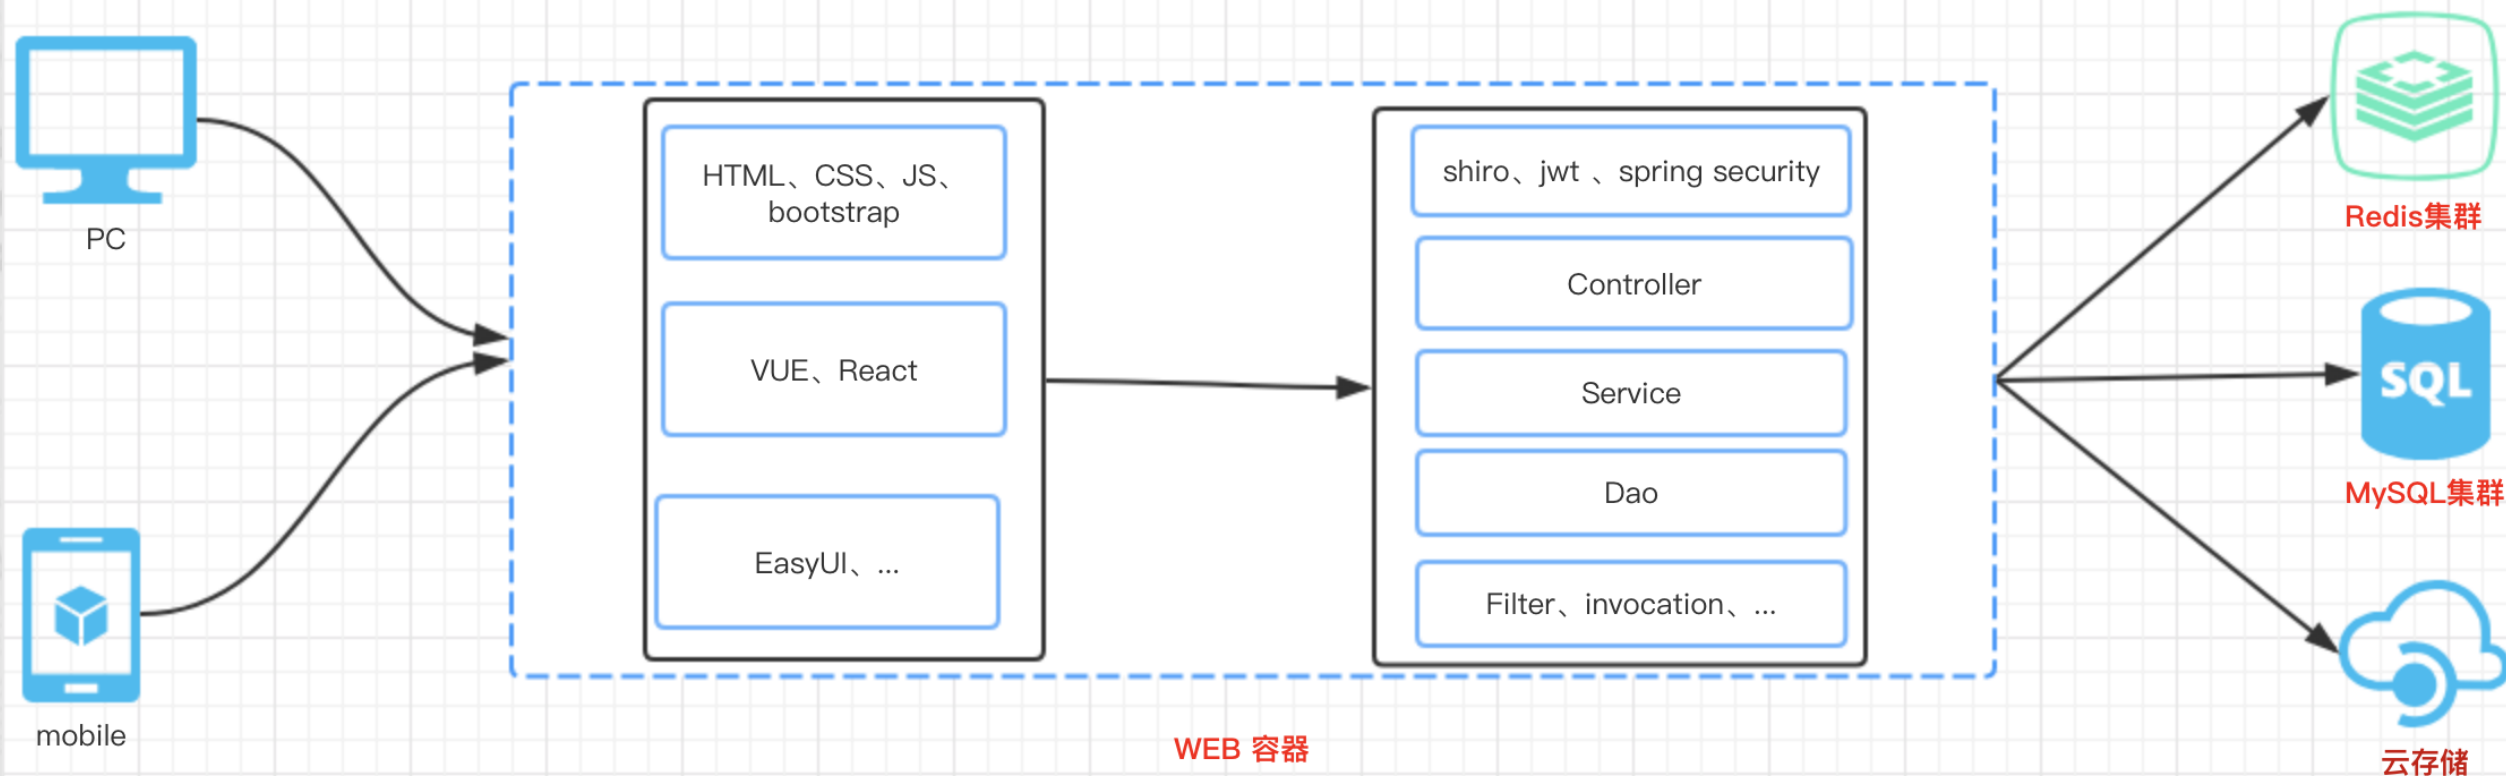 PC
mobile
HTML、CSS、JS、
bootstrap
VUE、React
EasyUI、...
shiro、jwt 、spring security
Controller
Service
Dao
Filter、invocation、...
WEB 容器
Redis集群
SQL
MySQL集群
云存储